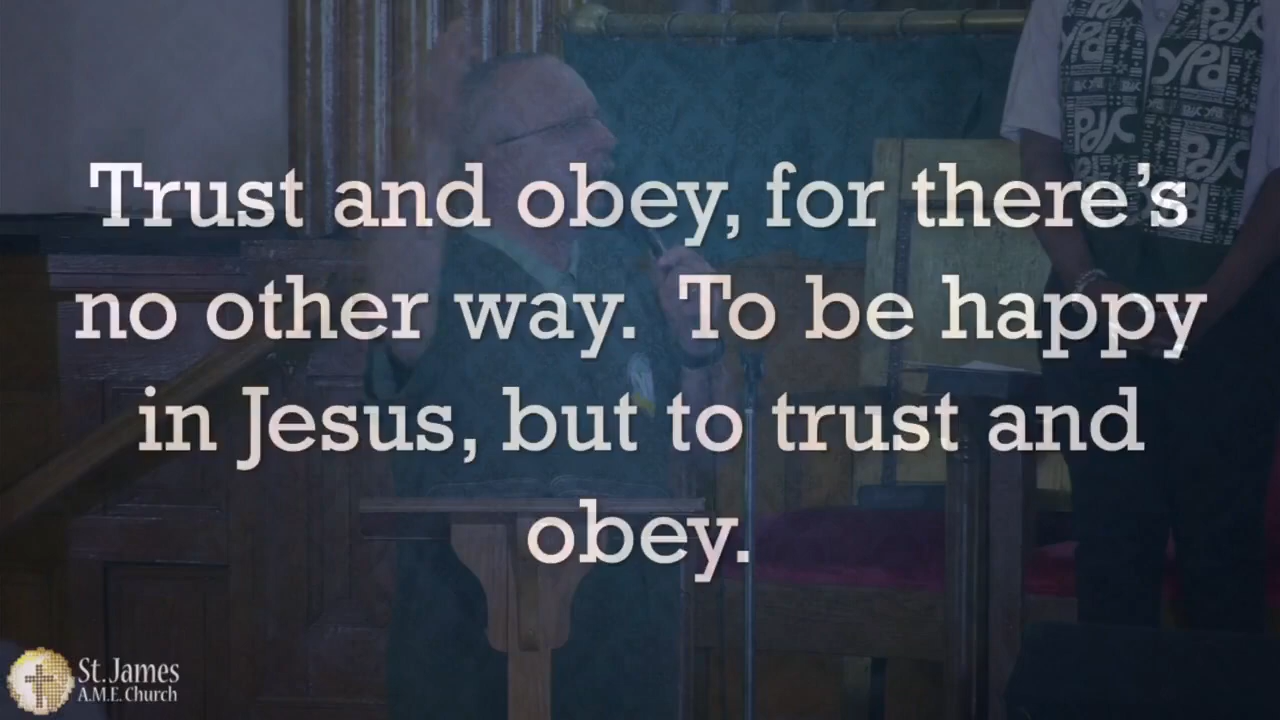 Trust and obey, for there’s
no other way.  To be happy
in Jesus, but to trust and
obey.
St. James
A.M.E. Church